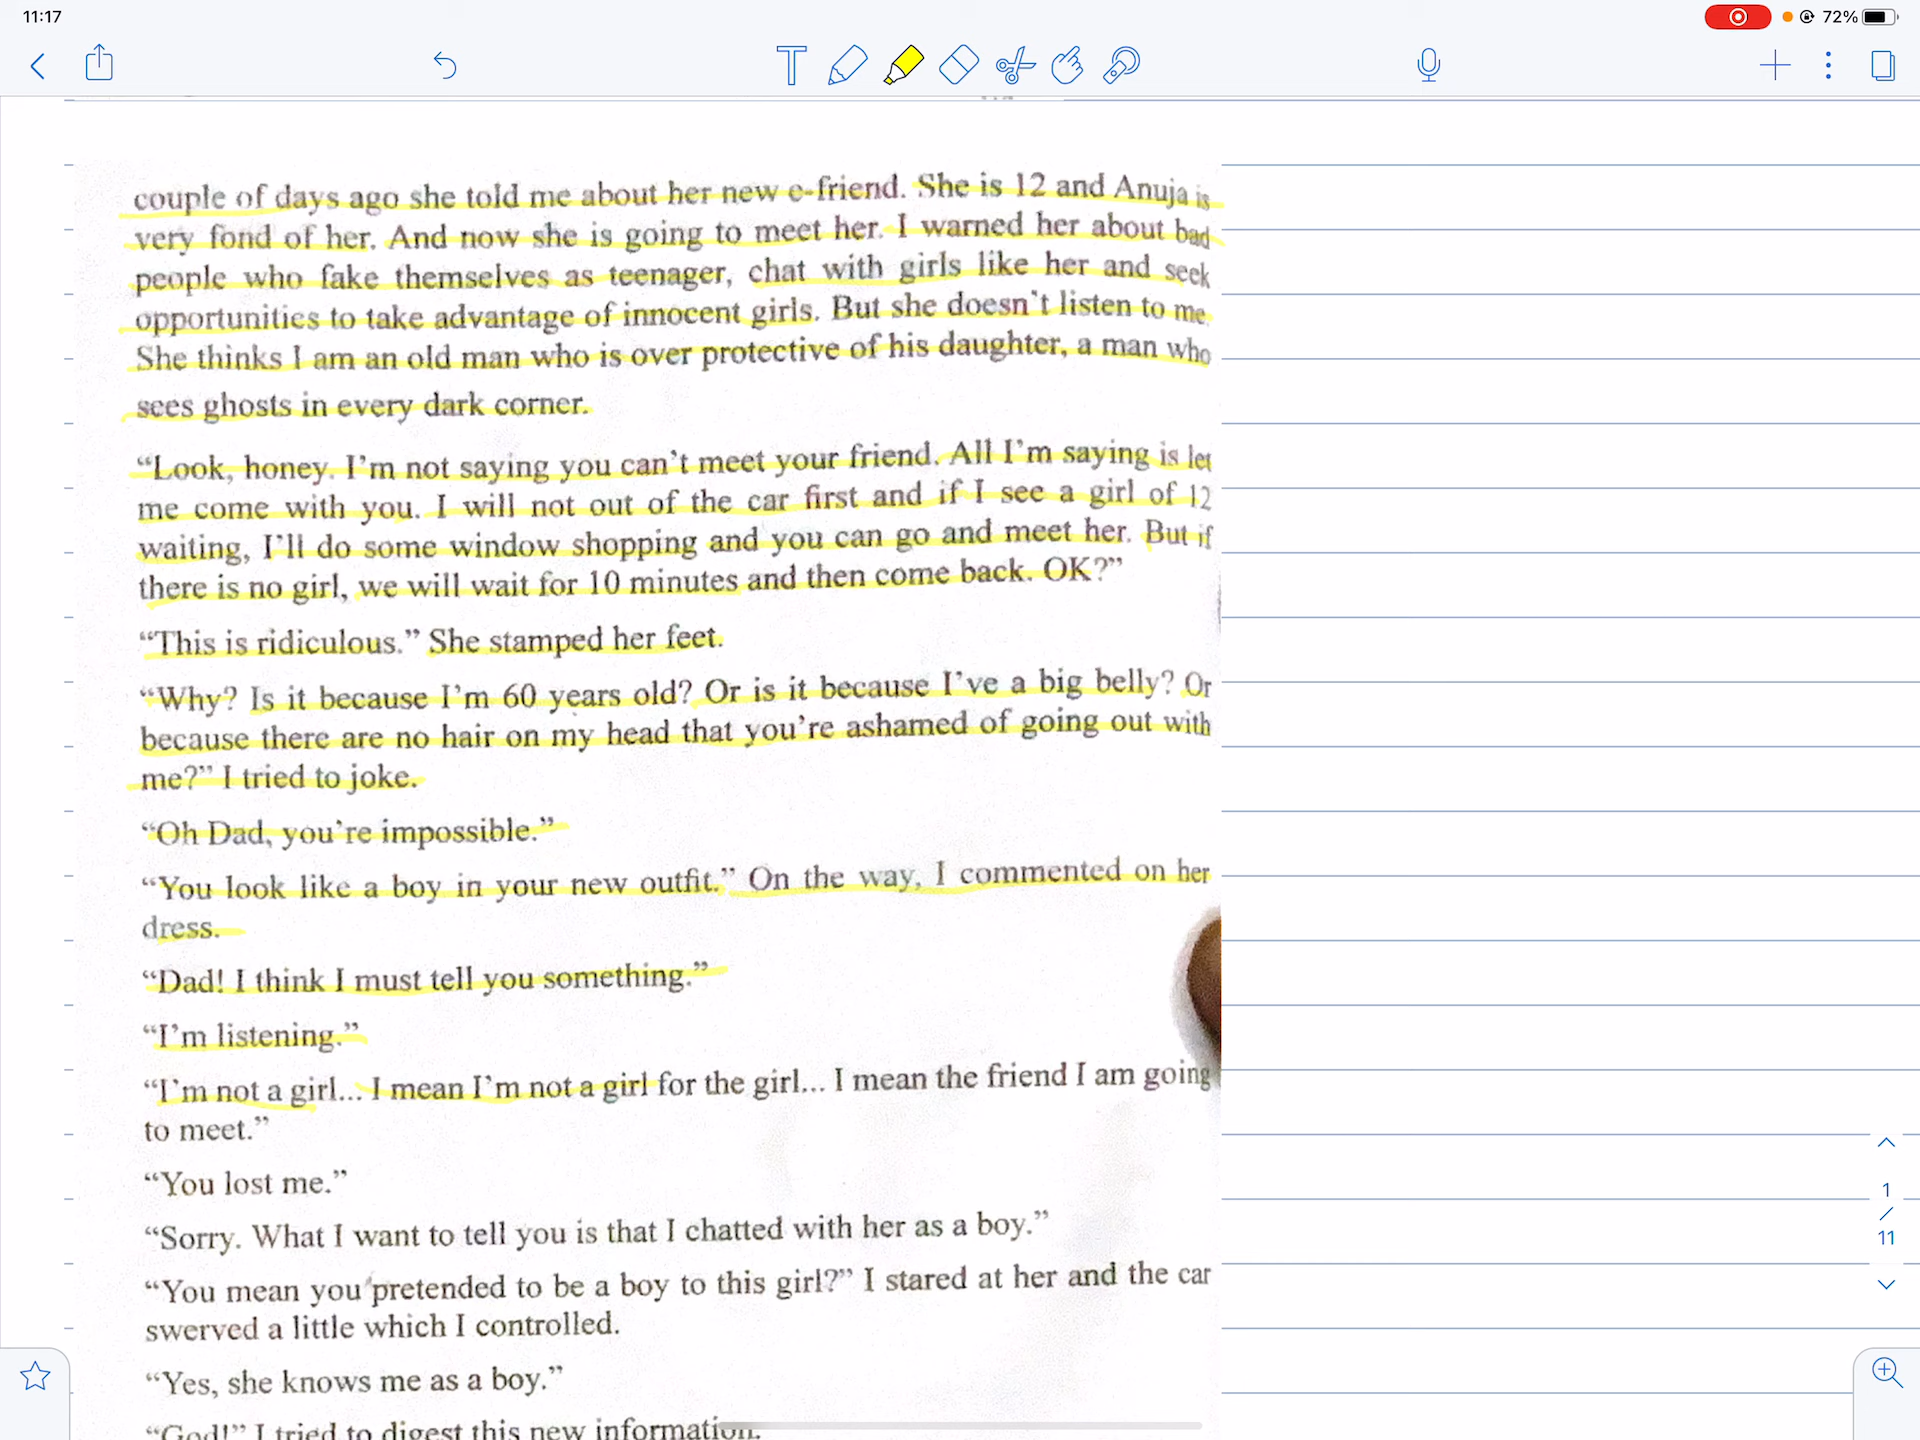 11:17
72%
couple of days ago she told me about her new e-friend. She is 12 and Anuja is
very fond of her. And now she is going to meet her. I warned her about bad
people who fake themselves as teenager, chat with girls like her and seek
opportunities to take advantage of innocent girls. But she doesn't listen to me.
She thinks I am an old man who is over protective of his daughter, a man who
sees ghosts in every dark corner.
“Look, honey. I'm not saying you can't meet your friend. All I'm saying is let
me come with you. I will not out of the car first and if I see a girl of 12
waiting, I'll do some window shopping and you can go and meet her. But if
there is no girl, we will wait for 10 minutes and then come back. OK?”
“This is ridiculous.” She stamped her feet.
“Why? Is it because I'm 60 years old? Or is it because I've a big belly? Or
because there are no hair on my head that you're ashamed of going out with
me?” I tried to joke.
“Oh Dad, you're impossible.”
“You look like a boy in your new outfit.” On the way, I commented on her
dress.
“Dad! I think I must tell you something.”
“I'm listening.”
“I'm not a girl... I mean I'm not a girl for the girl... I mean the friend I am going
to meet.”
“You lost me.”
“Sorry. What I want to tell you is that I chatted with her as a boy.”
“You mean you pretended to be a boy to this girl?” I stared at her and the car
swerved a little which I controlled.
“Yes, she knows me as a boy.”
“God!” I tried to digest this new information.
1
/
11